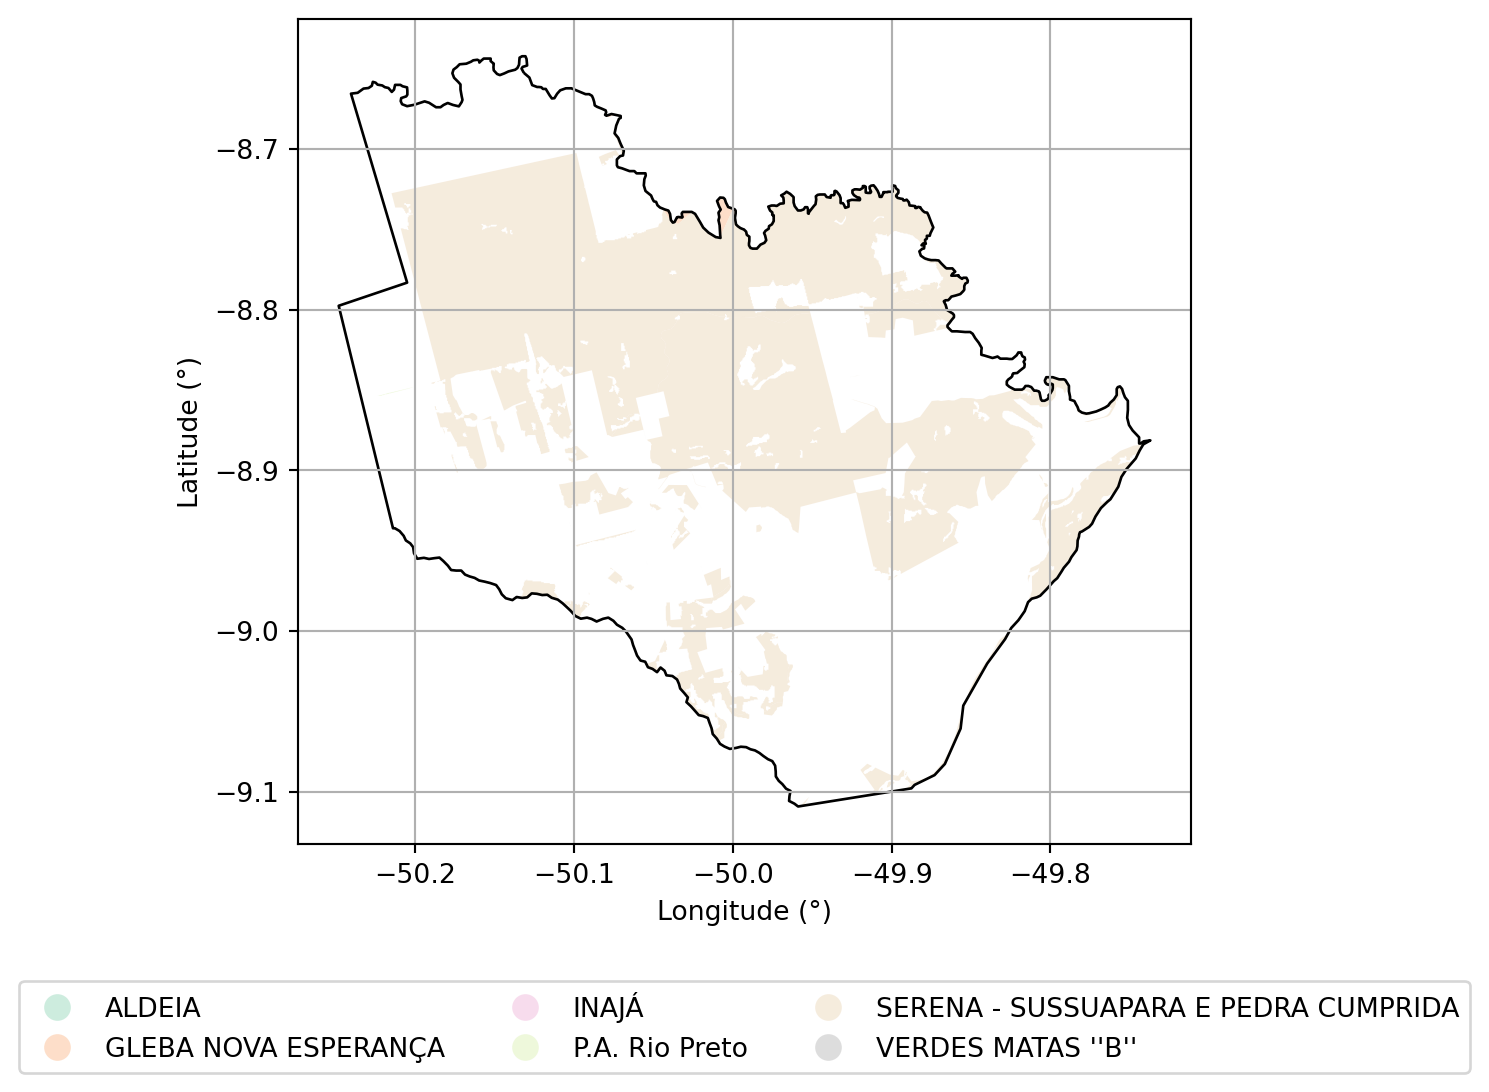 −8.7
−8.8
−8.9
−9.0
−9.1
Latitude (°)
−50.2 −50.1 −50.0 −49.9 −49.8
Longitude (°)
ALDEIA INAJÁ SERENA - SUSSUAPARA E PEDRA CUMPRIDA
GLEBA NOVA ESPERANÇA P.A. Rio Preto VERDES MATAS ''B''